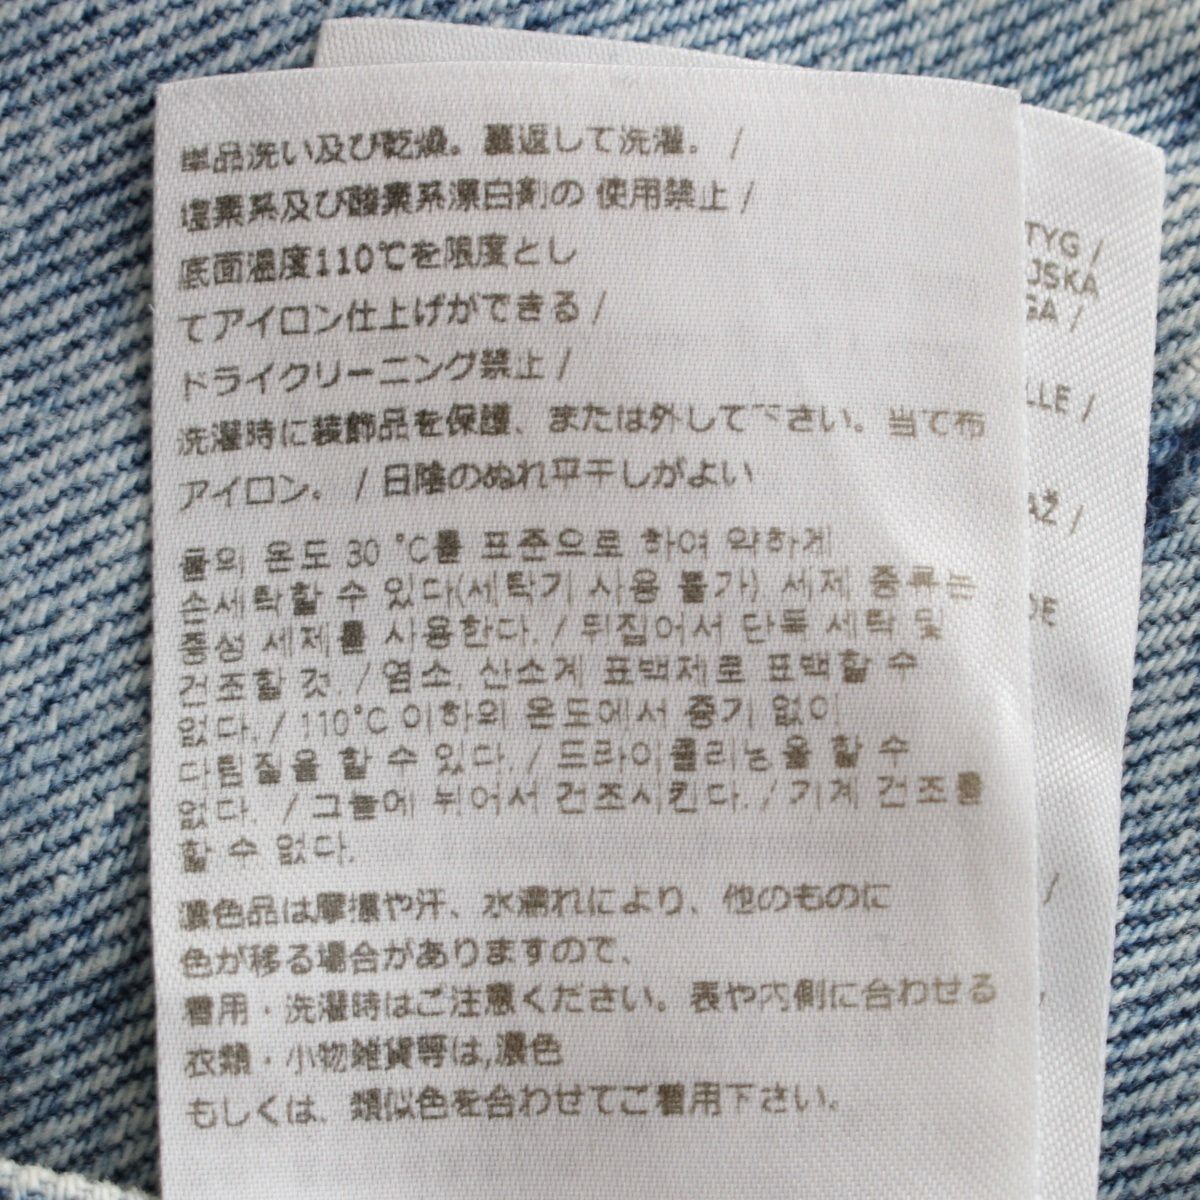 単品洗い及び乾燥。裏返して洗濯。 /
塩素系及び酸素系漂白剤の 使用禁止 /
底面温度110℃を限度とし
てアイロン仕上げができる /
ドライクリーニング禁止 /
洗濯時に装飾品を保護、または外して下さい。当て布
アイロン。 / 日陰のぬれ平干しがよい
물의 온도 30 °C를 표준으로 하여 약하게
손세탁할 수 있다(세탁기 사용 불가) 세제 종류는
중성 세제를 사용한다. / 뒤집어서 단독 세탁 및
건조할 것. / 염소, 산소계 표백제로 표백할 수
없다. / 110°C 이하의 온도에서 증기 없이
다림질을 할 수 있다. / 드라이클리닝을 할 수
없다. / 그늘에 뉘어서 건조시킨다. / 기계 건조를
할 수 없다.
濃色品は摩擦や汗、水濡れにより、他のものに
色が移る場合がありますので、
着用・洗濯時はご注意ください。表や内側に合わせる
衣類・小物雑貨等は,濃色
もしくは、類似色を合わせてご着用下さい。
TYG /
JSKA
GA /
LLE /
AŽ /
DE
/